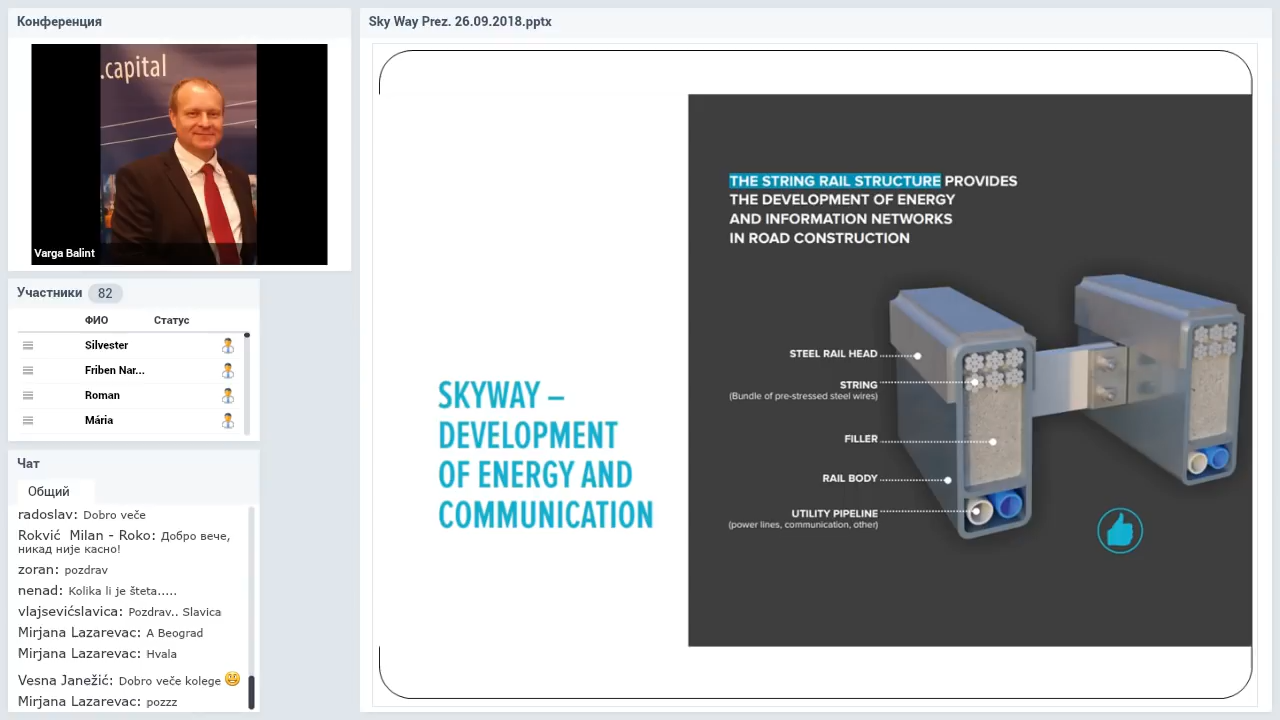 Конференция
.capital
Varga Balint
Участники 82
ФИО Статус
Silvester
Friben Nar...
Roman
Mária
Чат
Общий
radoslav: Dobro veče
Rokvić Milan - Roko: Добро вече,
никад није касно!
zoran: pozdrav
nenad: Kolika li je šteta.....
vlajsevićslavica: Pozdrav.. Slavica
Mirjana Lazarevac: A Beograd
Mirjana Lazarevac: Hvala
Vesna Janežić: Dobro veče kolege
Mirjana Lazarevac: pozzz
Sky Way Prez. 26.09.2018.pptx
SKYWAY –
DEVELOPMENT
OF ENERGY AND
COMMUNICATION
THE STRING RAIL STRUCTURE PROVIDES
THE DEVELOPMENT OF ENERGY
AND INFORMATION NETWORKS
IN ROAD CONSTRUCTION
STEEL RAIL HEAD
STRING
(Bundle of pre-stressed steel wires)
FILLER
RAIL BODY
UTILITY PIPELINE
(power lines, communication, other)